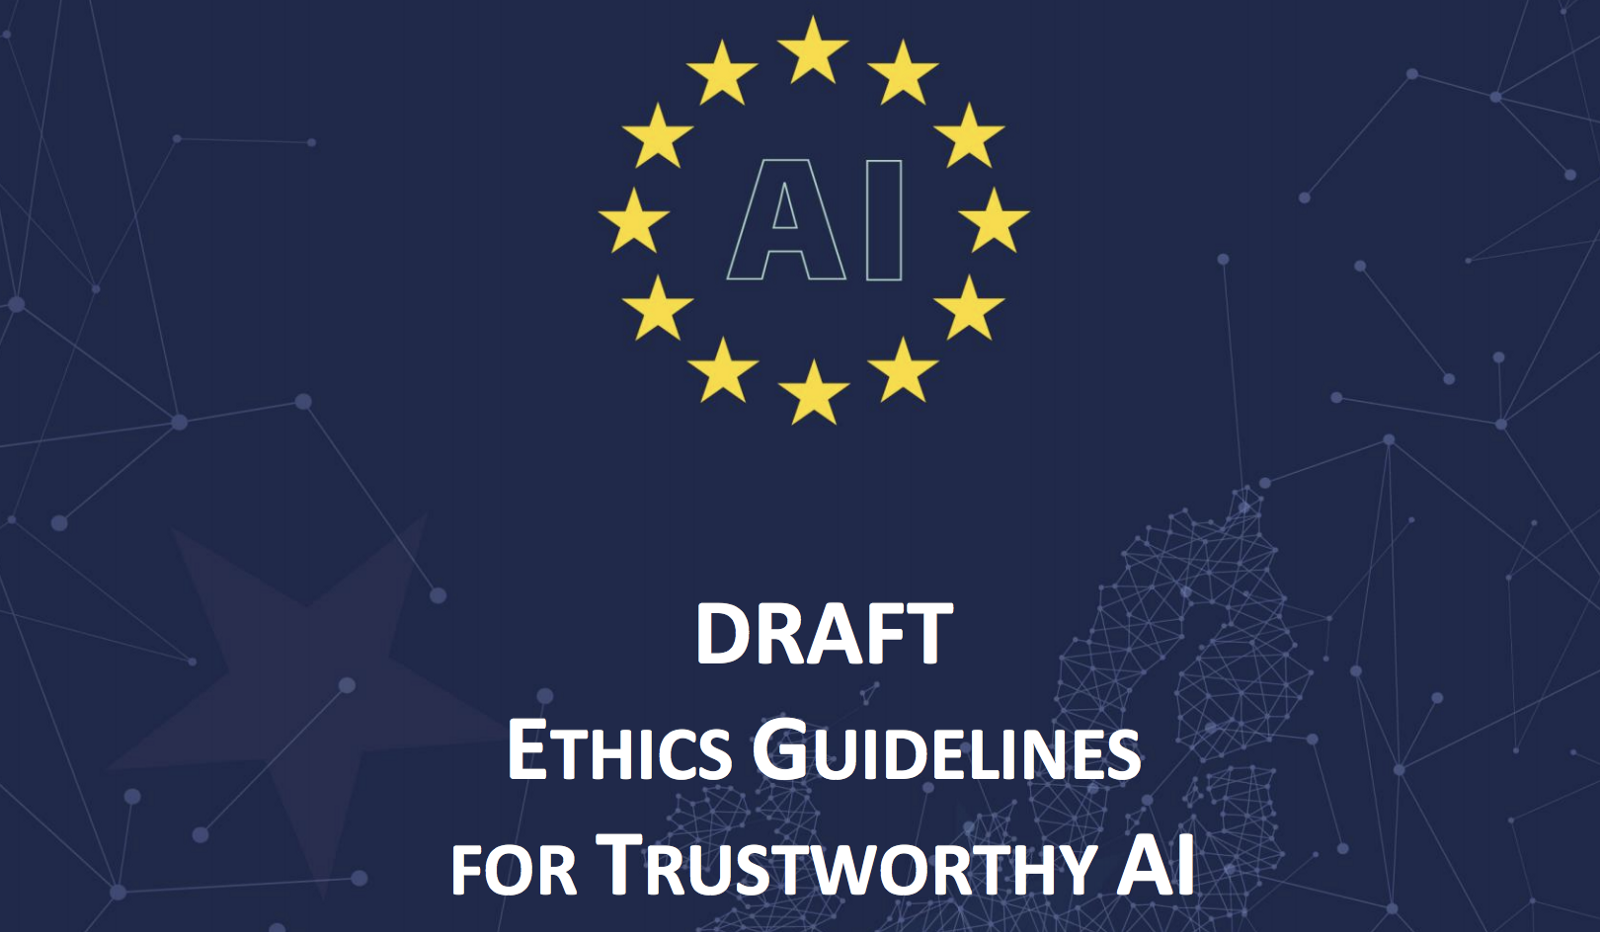 AI
DRAFT
ETHICS GUIDELINES
FOR TRUSTWORTHY AI